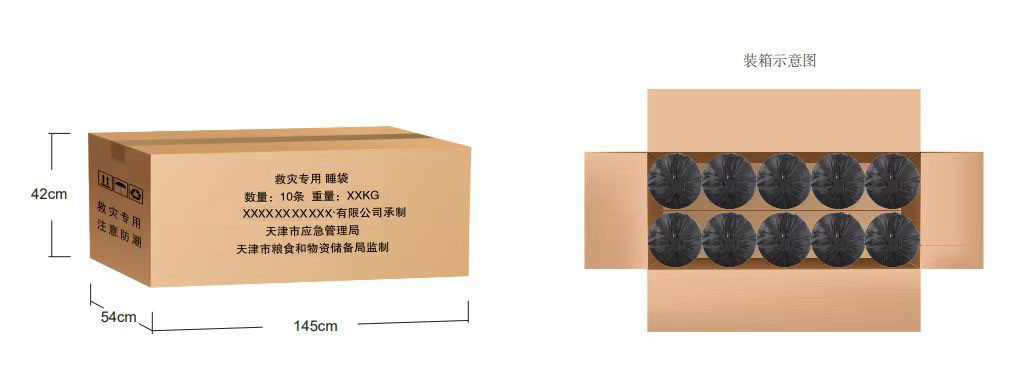 装箱示意图
42cm
救灾专用
注意防潮
救灾专用 睡袋
数量：10条 重量：XXKG
XXXXXXXXXXX有限公司承制
天津市应急管理局
天津市粮食和物资储备局监制
54cm
145cm